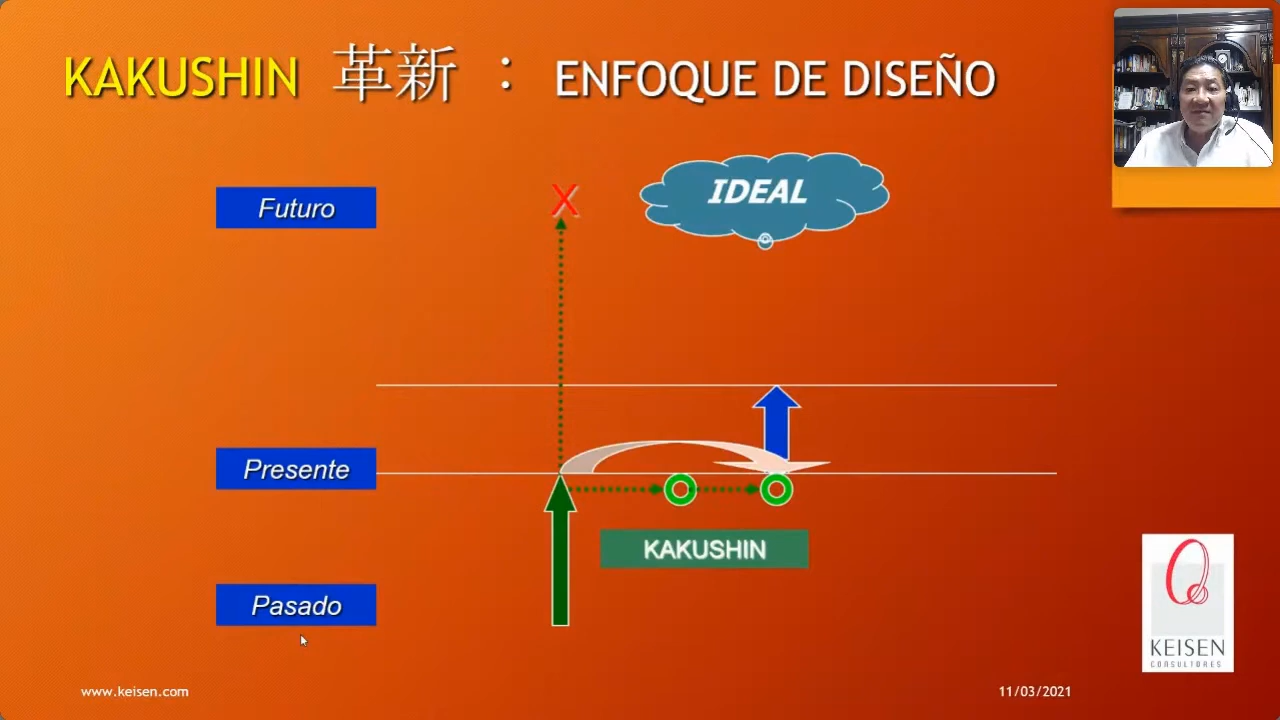 KAKUSHIN 革新 : ENFOQUE DE DISEÑO
Futuro
X
IDEAL
Presente
KAKUSHIN
Pasado
KEISEN
CONSULTORES
www.keisen.com
11/03/2021